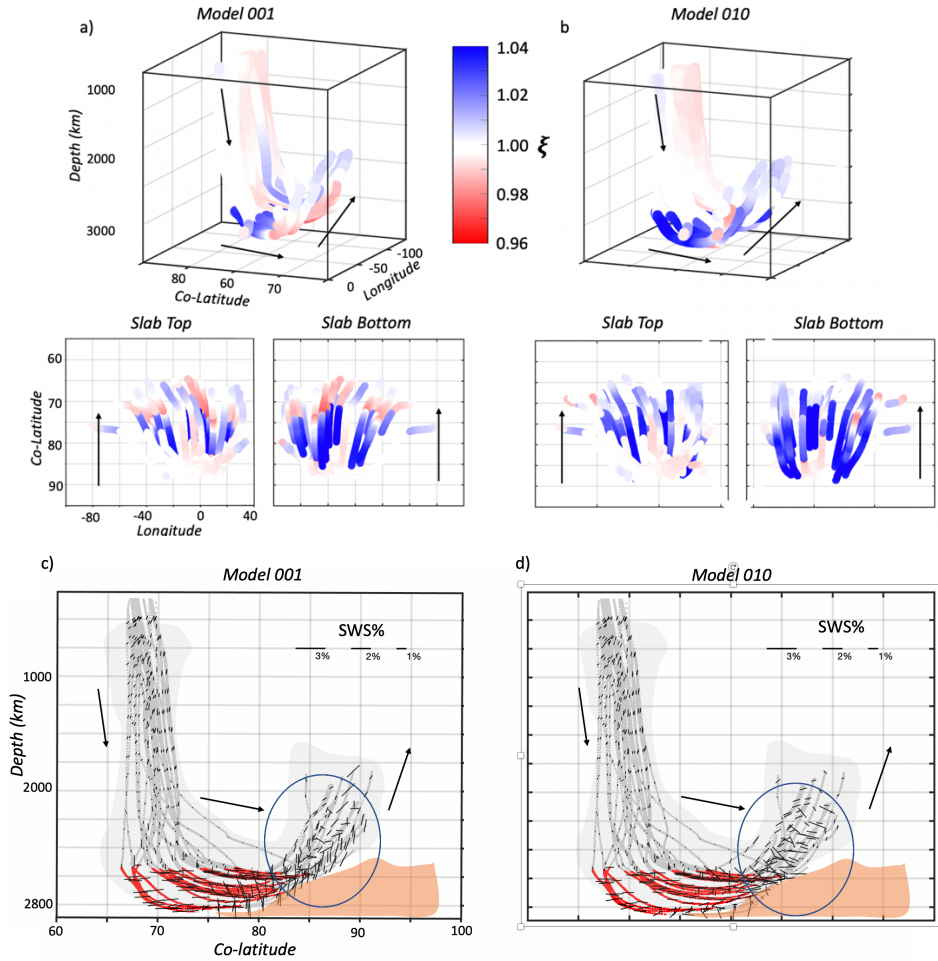 Model 001
Model 010
a)
b
1.04
1.02
1.00
0.98
0.96
ξ
1000
2000
3000
Depth (km)
80
60
70
Co-Latitude
0
-50
-100
Longitude
Slab Top
Slab Bottom
Slab Top
Slab Bottom
60
70
80
90
Co-Latitude
-80
-40
0
40
Longitude
c)
d)
Model 001
Model 010
SWS%
3%
2%
1%
SWS%
3%
2%
1%
1000
2000
2800
Depth (km)
60
70
80
90
100
Co-latitude